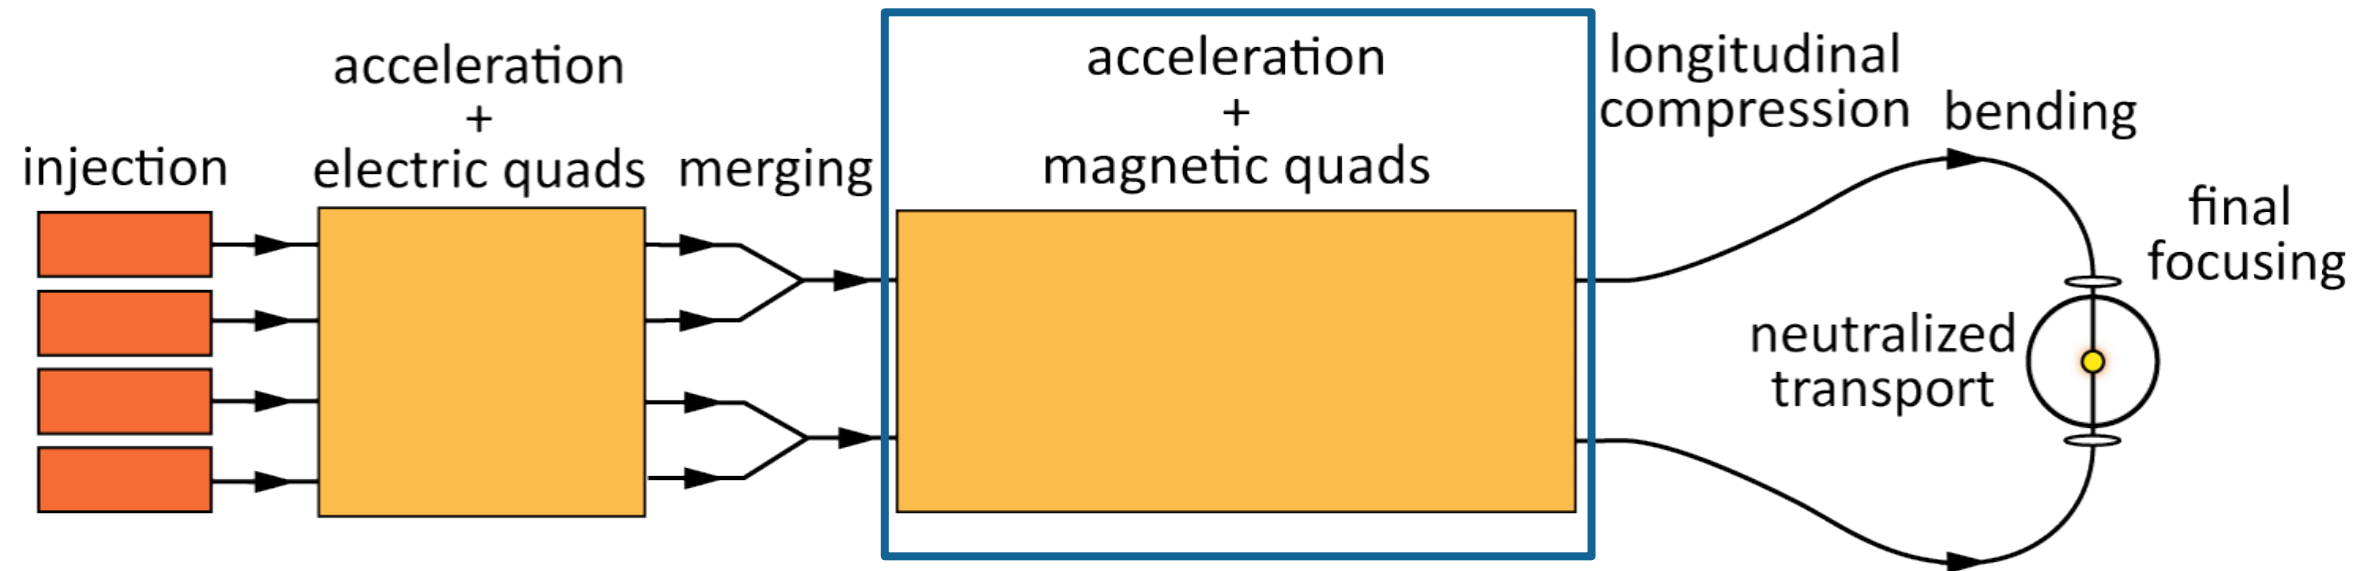 injection
acceleration
+
electric quads
merging
acceleration
+
magnetic quads
longitudinal
compression
bending
final
focusing
neutralized
transport